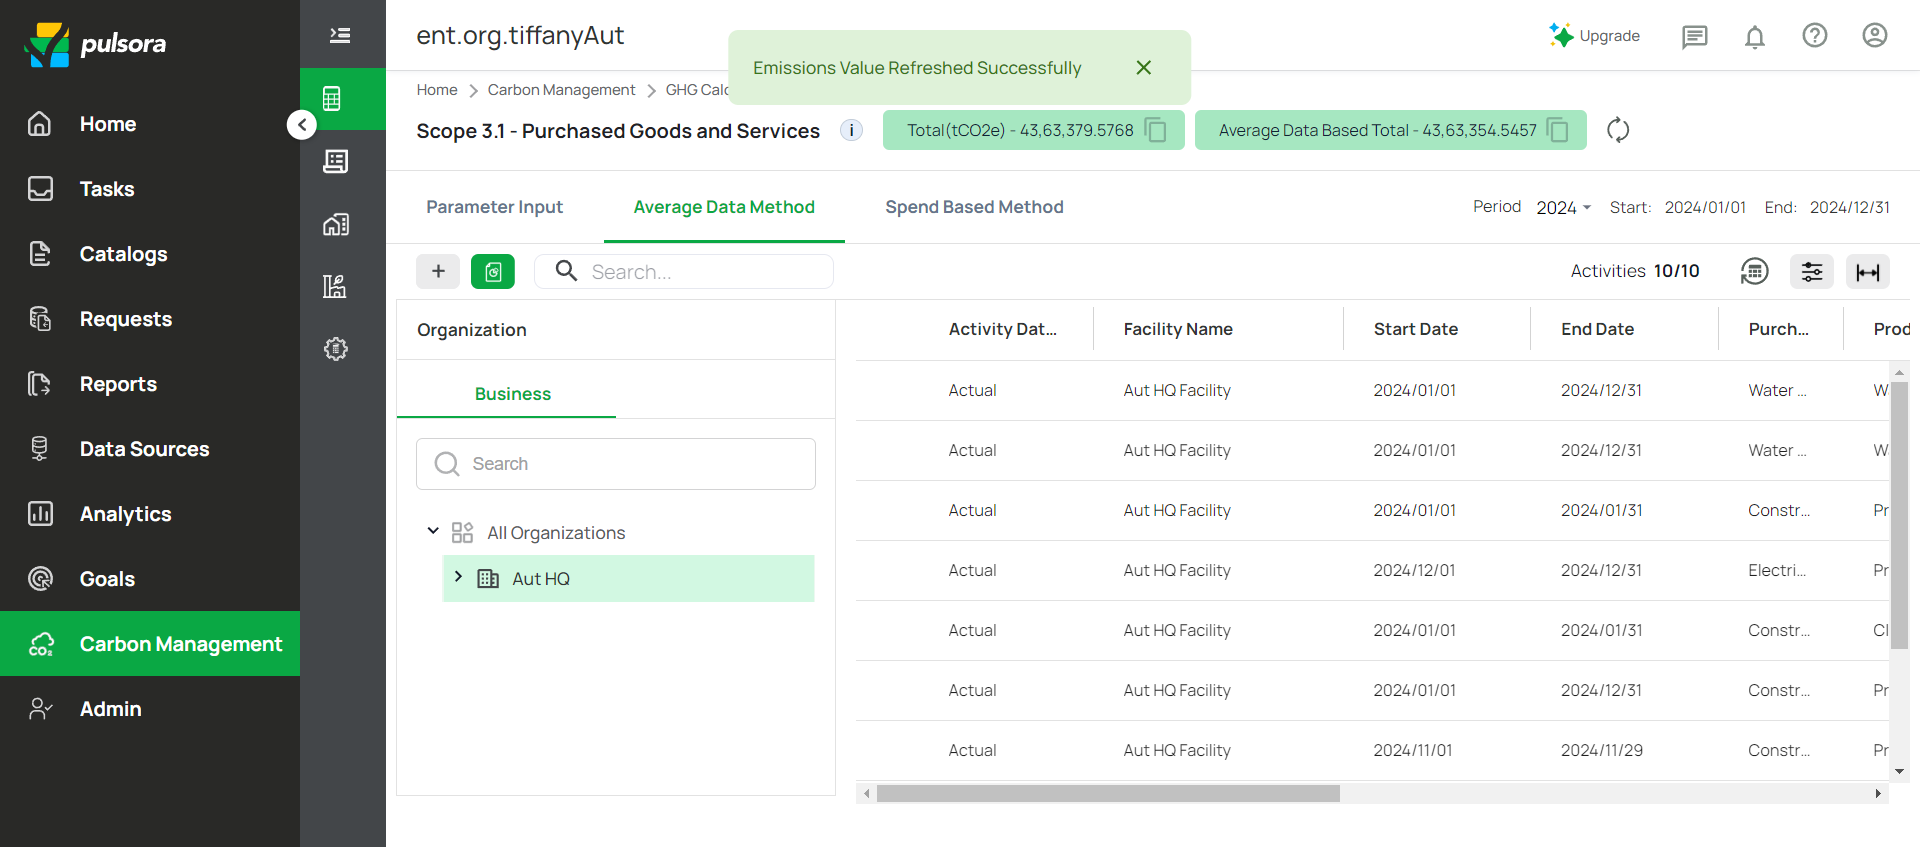 pulsora
Home
Tasks
Catalogs
Requests
Reports
Data Sources
Analytics
Goals
Carbon Management
Admin
ent.org.tiffanyAut
Upgrade
Emissions Value Refreshed Successfully
Home > Carbon Management > GHG Calc
Scope 3.1 - Purchased Goods and Services
Total(tCO2e) - 43,63,379.5768
Average Data Based Total - 43,63,354.5457
Parameter Input
Average Data Method
Spend Based Method
Period 2024 Start: 2024/01/01 End: 2024/12/31
Search...
Activities 10/10
Organization
Business
Search
All Organizations
Aut HQ
Activity Dat... Facility Name Start Date End Date Purch... Prod
Actual Aut HQ Facility 2024/01/01 2024/12/31 Water ... W
Actual Aut HQ Facility 2024/01/01 2024/12/31 Water ... W
Actual Aut HQ Facility 2024/01/01 2024/01/31 Constr... Pr
Actual Aut HQ Facility 2024/12/01 2024/12/31 Electri... Pr
Actual Aut HQ Facility 2024/01/01 2024/01/31 Constr... Cl
Actual Aut HQ Facility 2024/01/01 2024/12/31 Constr... Pr
Actual Aut HQ Facility 2024/11/01 2024/11/29 Constr... Pr